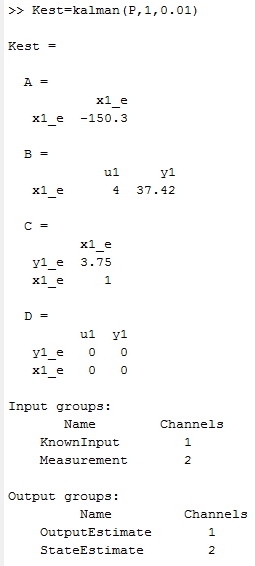 >> Kest=kalman(P,1,0.01)
Kest =
A =
x1_e
x1_e -150.3
B =
u1 y1
x1_e 4 37.42
C =
x1_e
y1_e 3.75
x1_e 1
D =
u1 y1
y1_e 0 0
x1_e 0 0
Input groups:
Name Channels
KnownInput 1
Measurement 2
Output groups:
Name Channels
OutputEstimate 1
StateEstimate 2